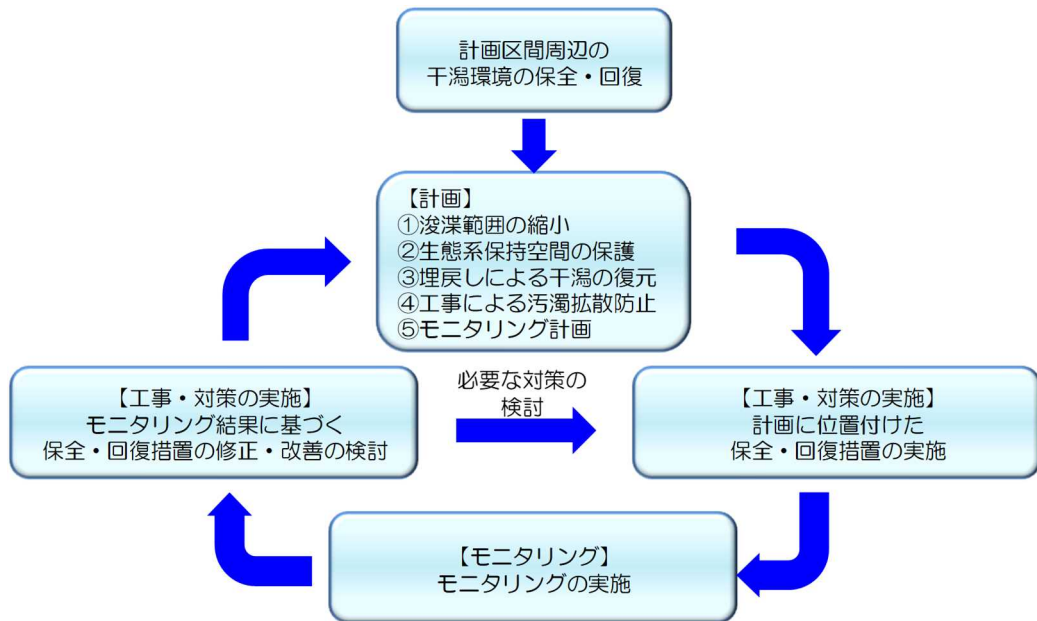 計画区間周辺の
干潟環境の保全・回復
【計画】
①浚渫範囲の縮小
②生態系保持空間の保護
③埋戻しによる干潟の復元
④工事による汚濁拡散防止
⑤モニタリング計画
【工事・対策の実施】
モニタリング結果に基づく
保全・回復措置の修正・改善の検討
必要な対策の
検討
【工事・対策の実施】
計画に位置付けた
保全・回復措置の実施
【モニタリング】
モニタリングの実施